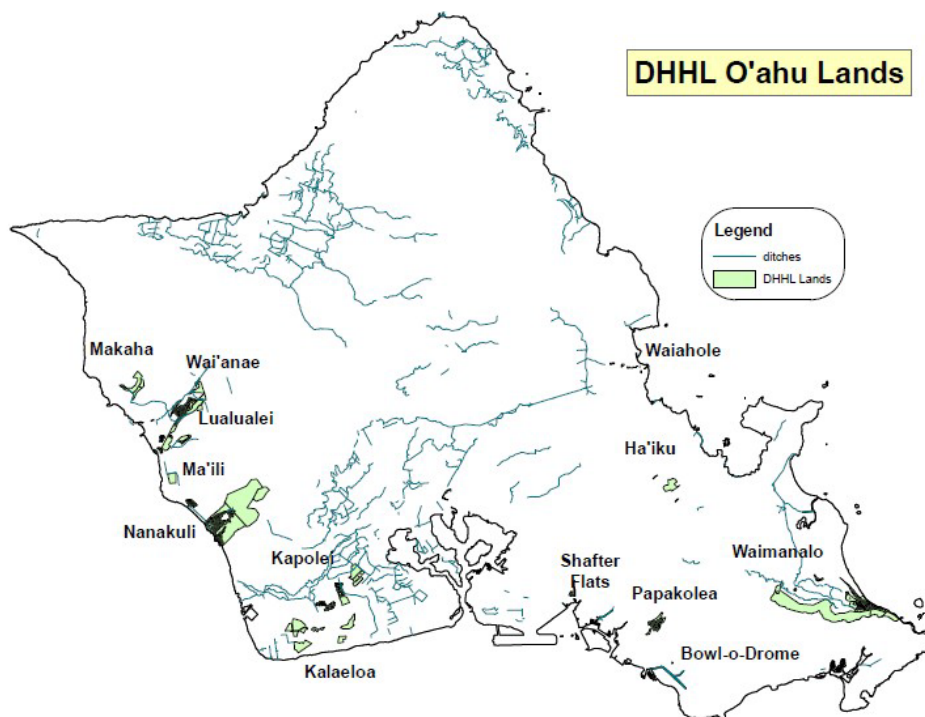 DHHL O'ahu Lands
Legend
ditches
DHHL Lands
Makaha
Wai'anae
Waiahole
Lualualei
Ha'iku
Ma'ili
Nanakuli
Kapolei
Waimanalo
Shafter
Flats
Papakolea
Bowl-o-Drome
Kalaeloa